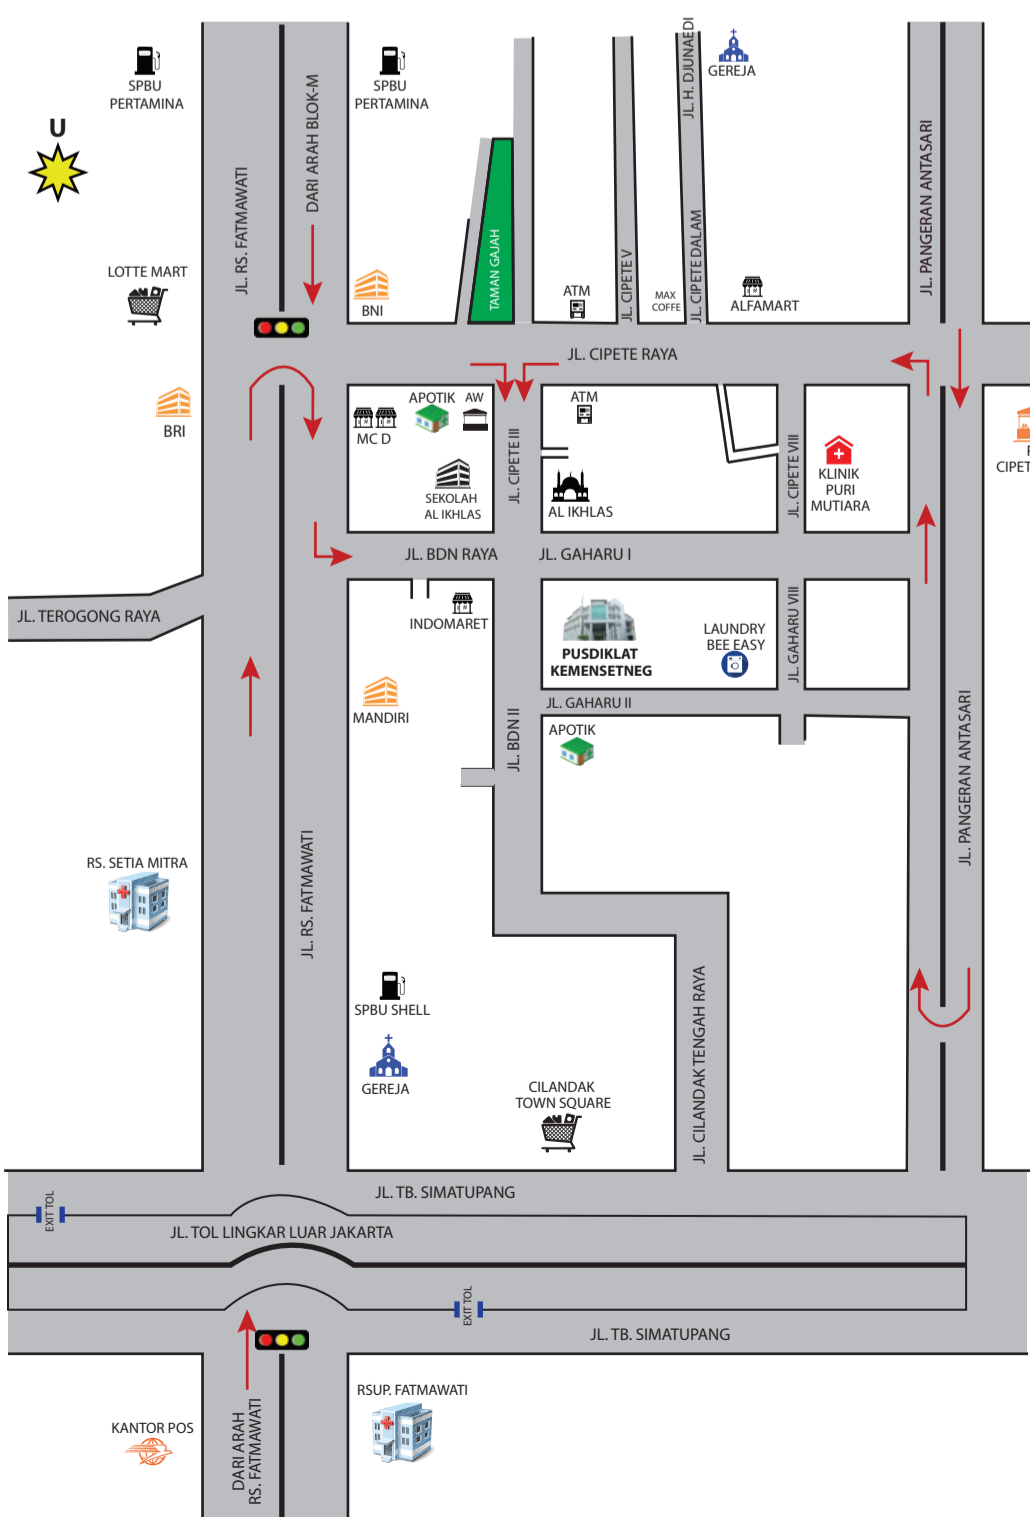 SPBU
PERTAMINA
SPBU
PERTAMINA
U
JL. RS. FATMAWATI
DARI ARAH BLOK-M
TAMAN GAJAH
JL. CIPETE V
JL. H. DJUNAEDI
JL. CIPETE DALAM
GEREJA
JL. PANGERAN ANTASARI
JL. PANGERAN ANTASARI
LOTTE MART
BNI
ATM
MAX
COFFE
ALFAMART
JL. CIPETE RAYA
BRI
MC D
APOTIK
AW
SEKOLAH
AL IKHLAS
JL. CIPETE III
ATM
AL IKHLAS
JL. CIPETE VIII
KLINIK
PURI
MUTIARA
CIPET
JL. BDN RAYA
JL. GAHARU I
JL. TEROGONG RAYA
INDOMARET
PUSDIKLAT
KEMENSETNEG
LAUNDRY
BEE EASY
JL. GAHARU VIII
MANDIRI
JL. BDN II
JL. GAHARU II
APOTIK
JL. PANGERAN ANTASARI
RS. SETIA MITRA
JL. RS. FATMAWATI
SPBU SHELL
GEREJA
CILANDAK
TOWN SQUARE
JL. CILANDAK TENGAH RAYA
JL. TB. SIMATUPANG
EXIT TOL
JL. TOL LINGKAR LUAR JAKARTA
EXIT TOL
JL. TB. SIMATUPANG
DARI ARAH
RS. FATMAWATI
RSUP. FATMAWATI
KANTOR POS